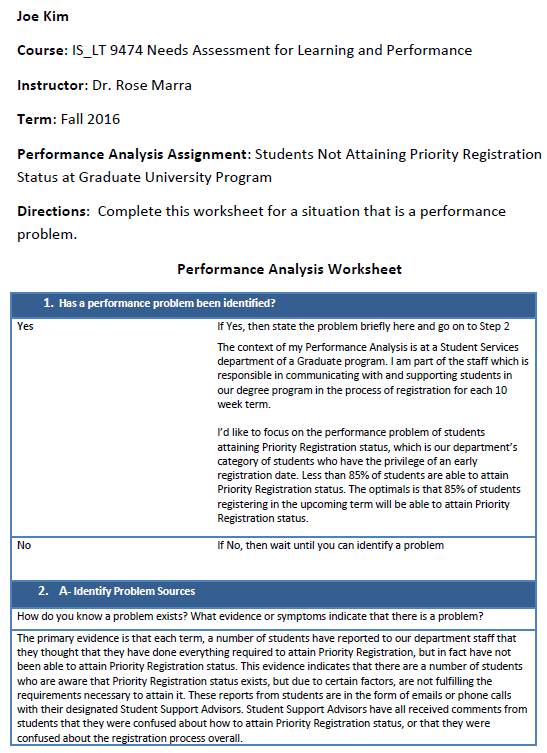 Joe Kim
Course: IS_LT 9474 Needs Assessment for Learning and Performance
Instructor: Dr. Rose Marra
Term: Fall 2016
Performance Analysis Assignment: Students Not Attaining Priority Registration
Status at Graduate University Program
Directions:  Complete this worksheet for a situation that is a performance
problem.
Performance Analysis Worksheet
1. Has a performance problem been identified?
Yes
If Yes, then state the problem briefly here and go on to Step 2
The context of my Performance Analysis is at a Student Services
department of a Graduate program. I am part of the staff which is
responsible in communicating with and supporting students in
our degree program in the process of registration for each 10
week term.
I'd like to focus on the performance problem of students
attaining Priority Registration status, which is our department's
category of students who have the privilege of an early
registration date. Less than 85% of students are able to attain
Priority Registration status. The optimals is that 85% of students
registering in the upcoming term will be able to attain Priority
Registration status.
No
If No, then wait until you can identify a problem
2. A- Identify Problem Sources
How do you know a problem exists? What evidence or symptoms indicate that there is a problem?
The primary evidence is that each term, a number of students have reported to our department staff that
they thought that they have done everything required to attain Priority Registration, but in fact have not
been able to attain Priority Registration status. This evidence indicates that there are a number of students
who are aware that Priority Registration status exists, but due to certain factors, are not fulfilling the
requirements necessary to attain it. These reports from students are in the form of emails or phone calls
with their designated Student Support Advisors. Student Support Advisors have all received comments from
students that they were confused about how to attain Priority Registration status, or that they were
confused about the registration process overall.